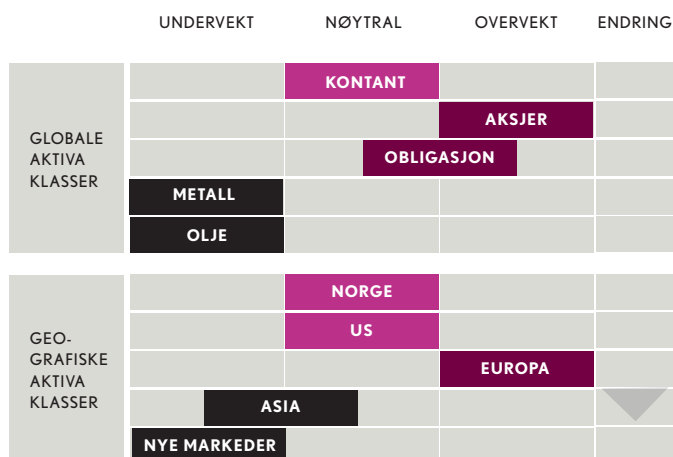 UNDERVEKT NØYTRAL OVERVEKT ENDRING
GLOBALE
AKTIVA
KLASSER
KONTANT
AKSJER
OBLIGASJON
METALL
OLJE
GEO-
GRAFISKE
AKTIVA
KLASSER
NORGE
US
EUROPA
ASIA
NYE MARKEDER